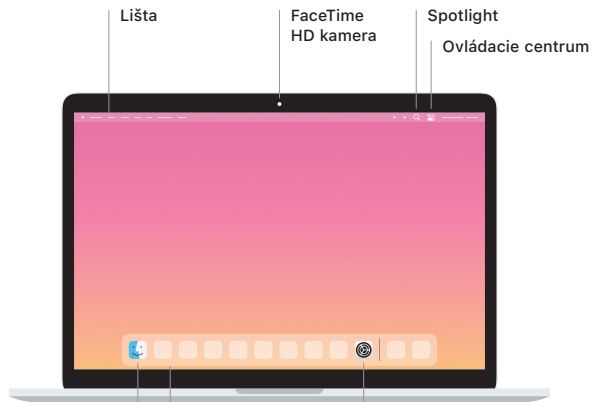 Lišta
FaceTime
HD kamera
Spotlight
Ovládacie centrum